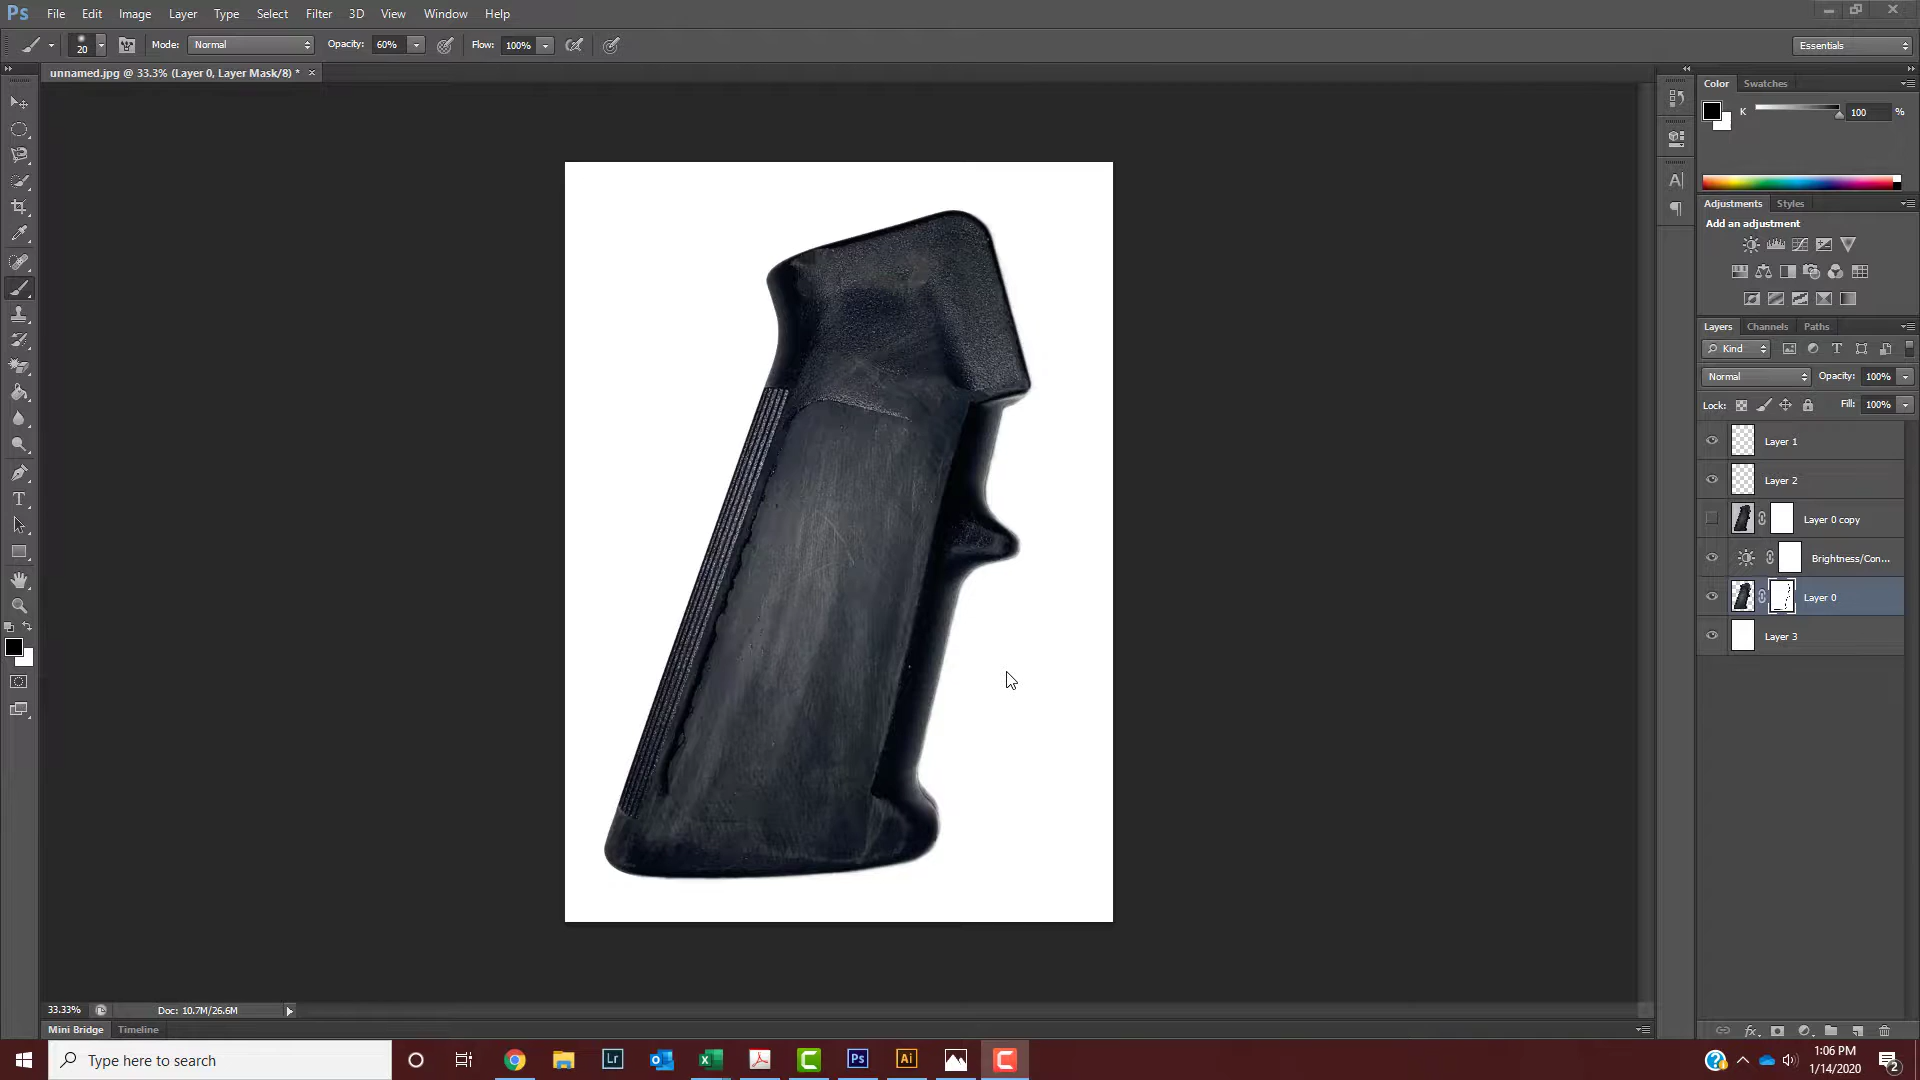 Ps File Edit Image Layer Type Select Filter 3D View Window Help
20 Mode: Normal Opacity: 60% Flow: 100% Essentials
unnamed.jpg @ 33.3% (Layer 0, Layer Mask/8) * ×
Color Swatches
K 100 %
Adjustments Styles
Add an adjustment
Layers Channels Paths
Kind
Normal Opacity: 100%
Lock: Fill: 100%
Layer 1
Layer 2
Layer 0 copy
Brightness/Con...
Layer 0
Layer 3
33.33% Doc: 10.7M/26.6M
Mini Bridge Timeline
Type here to search
Lr Ps Ai
1:06 PM
1/14/2020
2